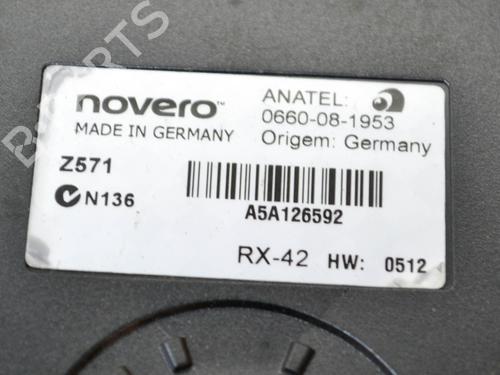 novero™
MADE IN GERMANY
ANATEL:
0660-08-1953
Origem: Germany
Z571
N136
A5A126592
RX-42 HW: 0512